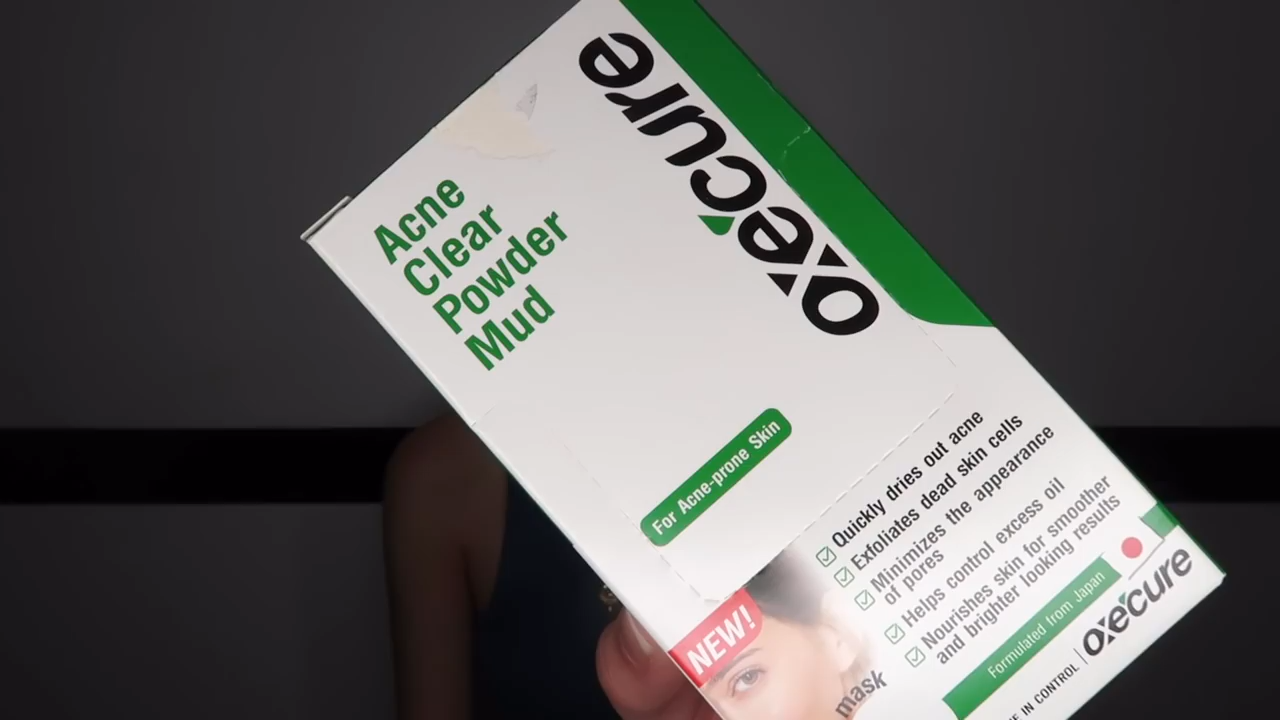 oxecure
Acne
Clear
Powder
Mud
For Acne-prone Skin
Quickly dries out acne
Exfoliates dead skin cells
Minimizes the appearance
of pores
Helps control excess oil
Nourishes skin for smoother
and brighter looking results
Formulated from Japan
NEW!
mask
IN CONTROL | oxecure